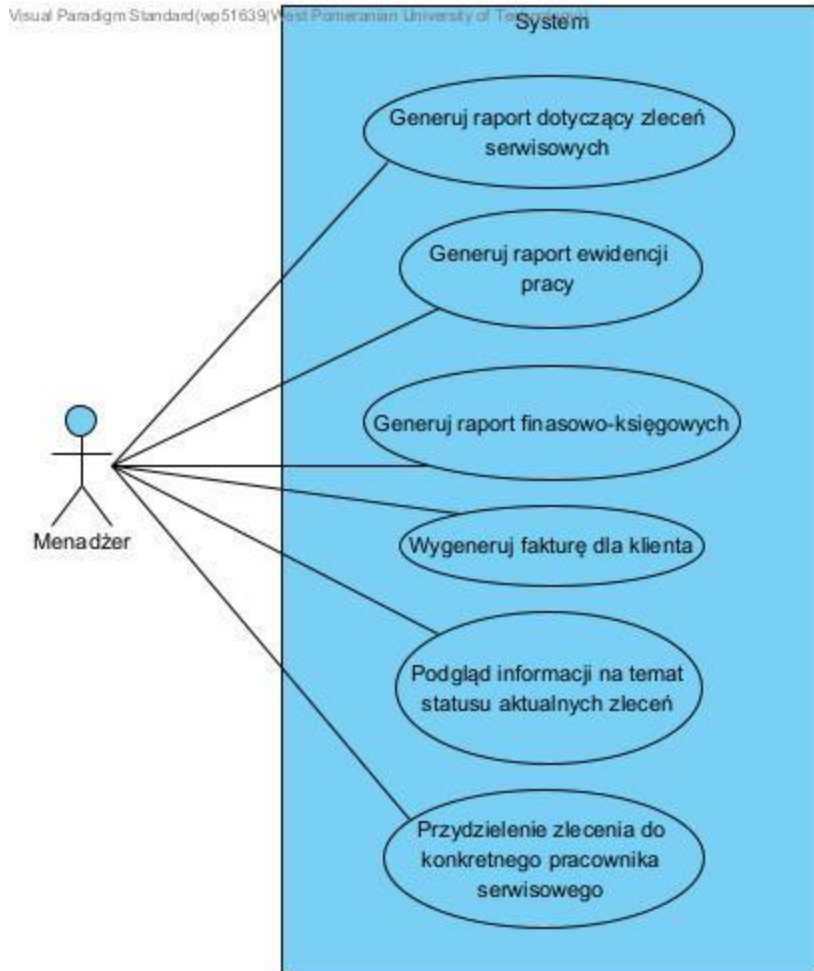 Visual Paradigm Standard(wp51639(West Pomeranian University of Technology))
System
Generuj raport dotyczący zleceń
serwisowych
Generuj raport ewidencji
pracy
Generuj raport finasowo-księgowych
Wygeneruj fakturę dla klienta
Menadżer
Podgląd informacji na temat
statusu aktualnych zleceń
Przydzielenie zlecenia do
konkretnego pracownika
serwisowego